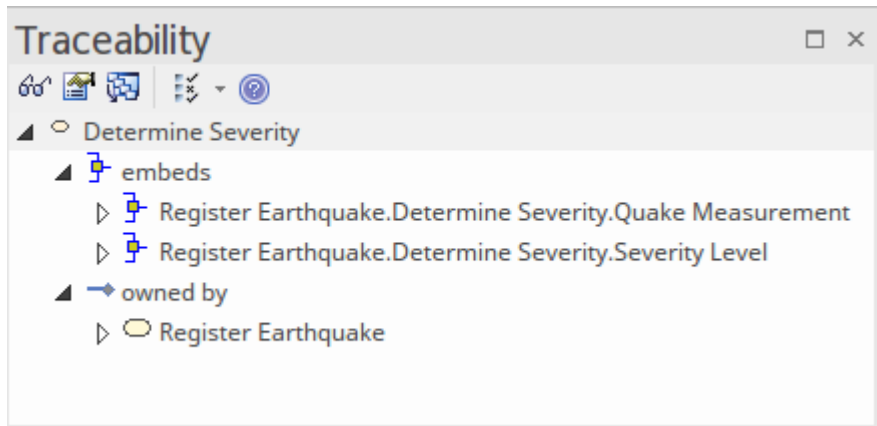 Traceability
Determine Severity
embeds
Register Earthquake.Determine Severity.Quake Measurement
Register Earthquake.Determine Severity.Severity Level
owned by
Register Earthquake